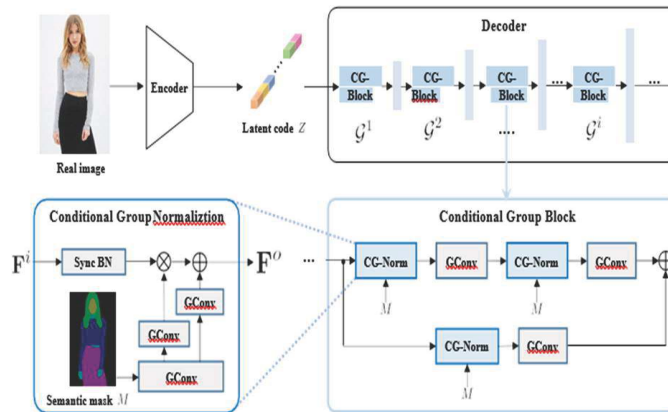 Decoder
CG-
Block
CG-
Block
CG-
Block
...
CG-
Block
...
𝒢¹
𝒢²
....
𝒢ⁱ
Encoder
Latent code Z
Real image
Conditional Group Normaliztion
Fⁱ
Sync BN
Fᵒ
GConv
GConv
GConv
Semantic mask M
Conditional Group Block
...
CG-Norm
GConv
CG-Norm
GConv
M
M
CG-Norm
GConv
M